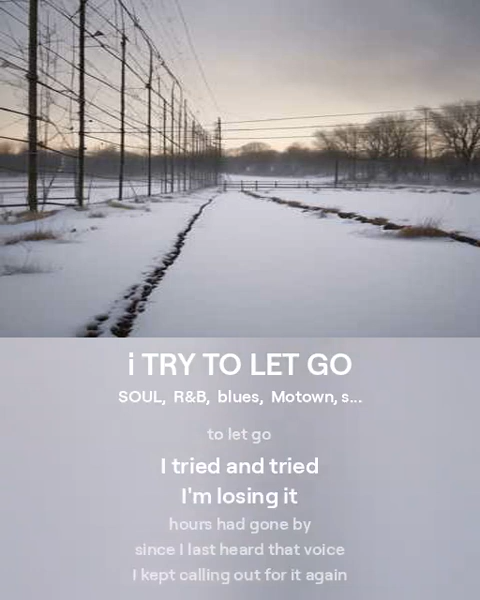 i TRY TO LET GO
SOUL, R&B, blues, Motown, s...
to let go
I tried and tried
I'm losing it
hours had gone by
since I last heard that voice
I kept calling out for it again